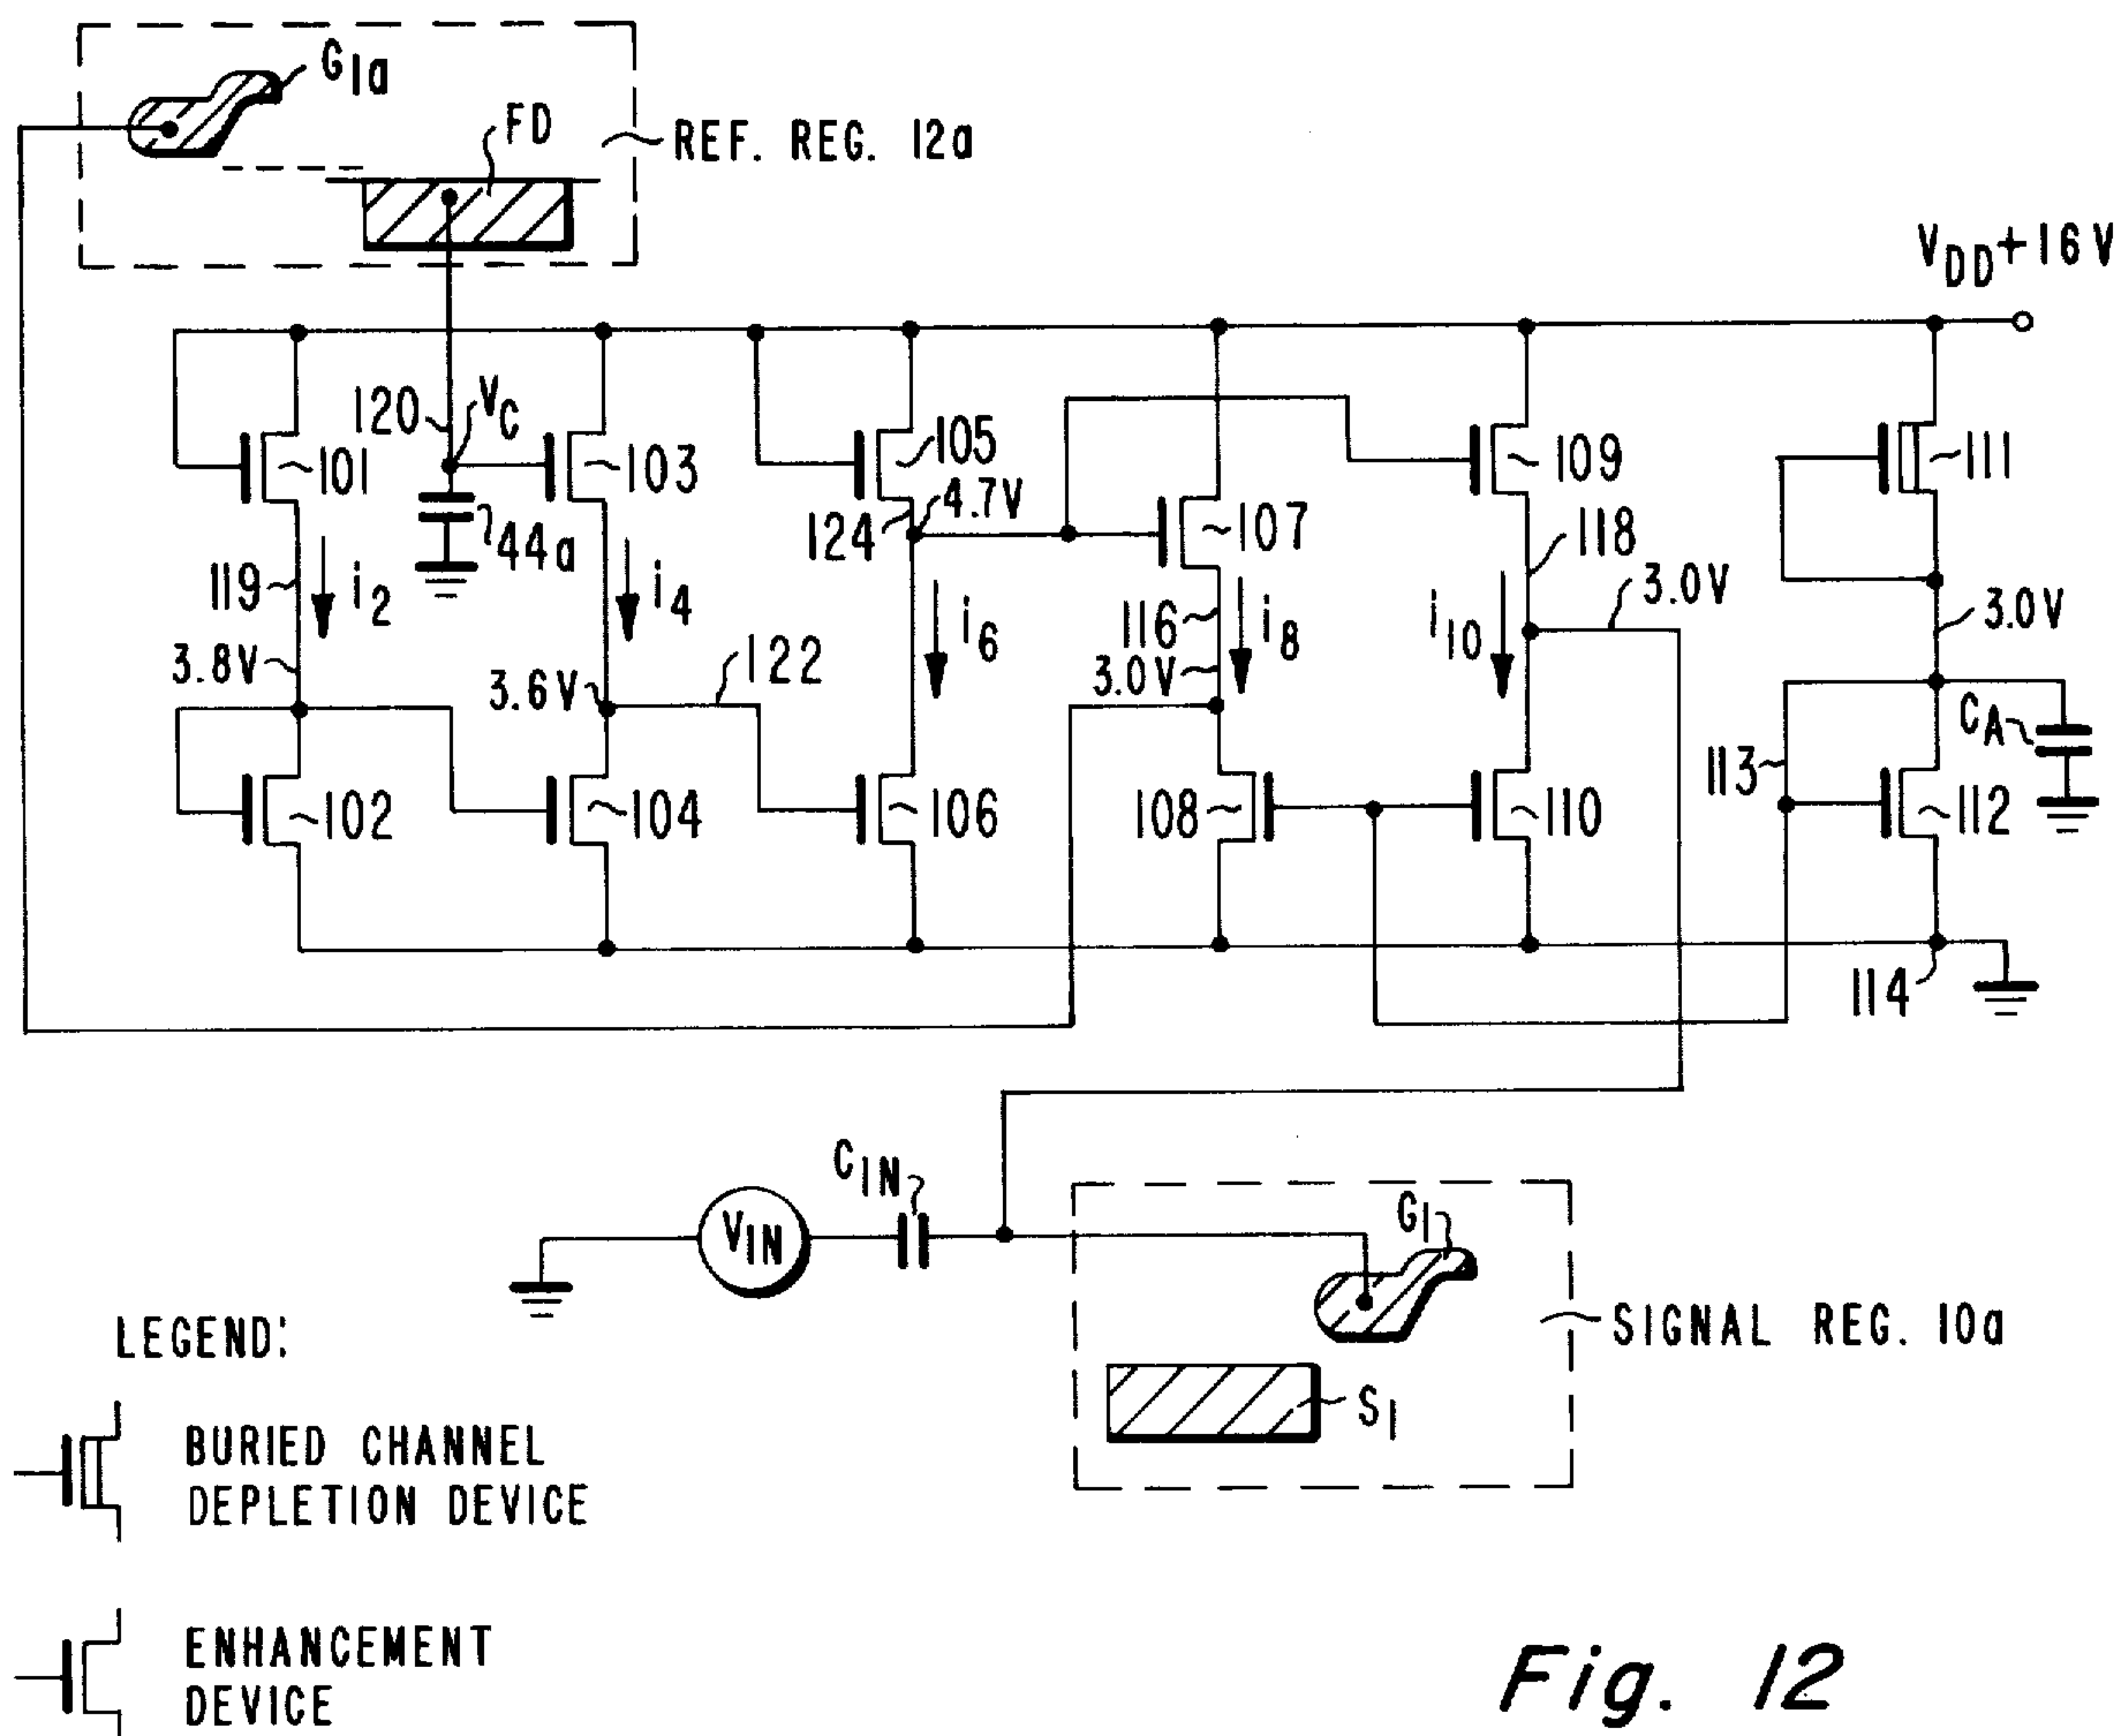 G1a
FD
REF. REG. 12a
VDD+16V
120
VC
101
103
105
109
111
4.7V
124
107
44a
118
119
i2
i4
i6
116
i8
i10
3.0V
3.0V
3.8V
3.6V
122
3.0V
CA
113
102
104
106
108
110
112
114
CIN
VIN
G1
SIGNAL REG. 10a
S1
LEGEND:
BURIED CHANNEL
DEPLETION DEVICE
ENHANCEMENT
DEVICE
Fig. 12